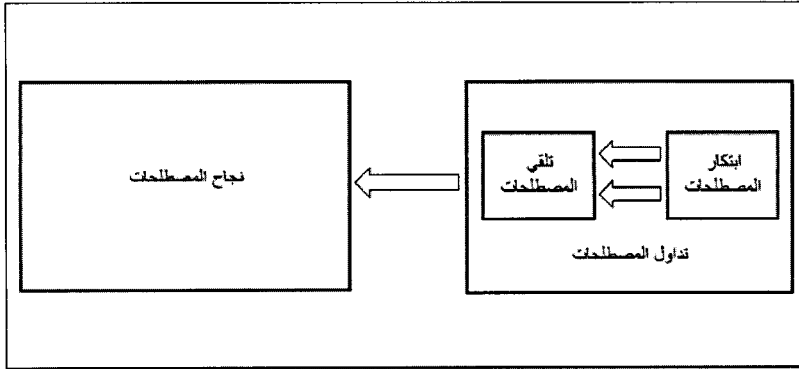 ابتكار
المصطلحات
تلقي
المصطلحات
تداول المصطلحات
نجاح المصطلحات